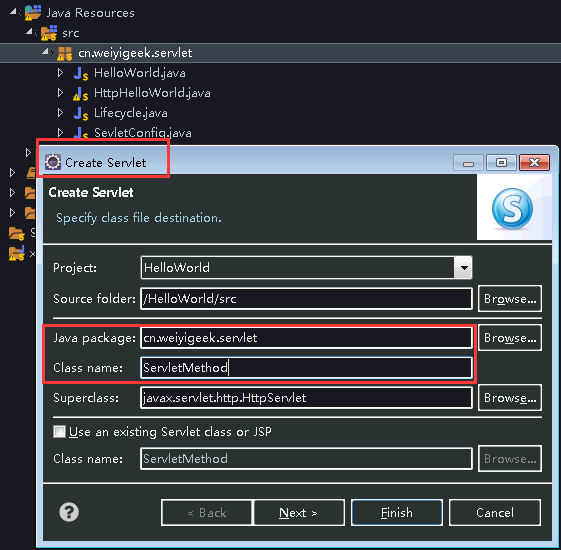 Java Resources
src
cn.weiyigeek.servlet
HelloWorld.java
HttpHelloWorld.java
Lifecycle.java
SevletConfig.java
Create Servlet
Create Servlet
Specify class file destination.
Project: HelloWorld
Source folder: /HelloWorld/src Browse...
Java package: cn.weiyigeek.servlet Browse...
Class name: ServletMethod
Superclass: javax.servlet.http.HttpServlet Browse...
Use an existing Servlet class or JSP
Class name: ServletMethod Browse...
< Back Next > Finish Cancel